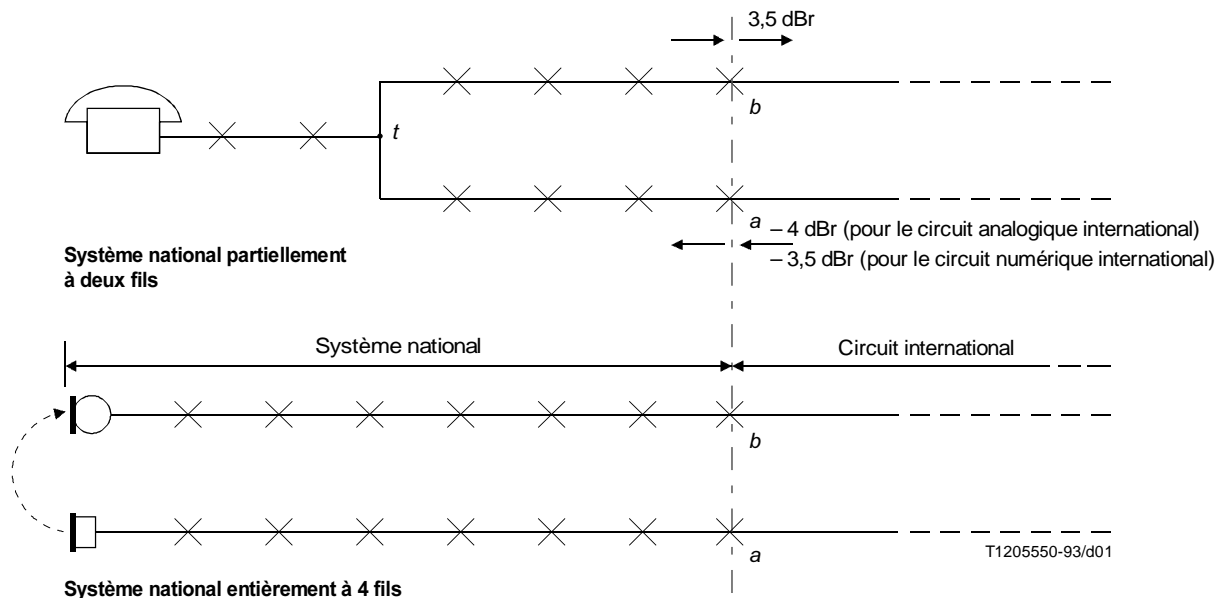 3,5 dBr
b
t
a – 4 dBr (pour le circuit analogique international)
– 3,5 dBr (pour le circuit numérique international)
Système national partiellement
à deux fils
Système national
Circuit international
b
a
T1205550-93/d01
Système national entièrement à 4 fils